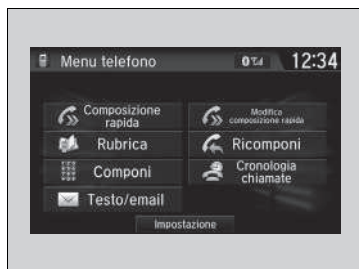 Menu telefono
12:34
Composizione
rapida
Modifica
composizione rapida
Rubrica
Ricomponi
Componi
Cronologia
chiamate
Testo/email
Impostazione